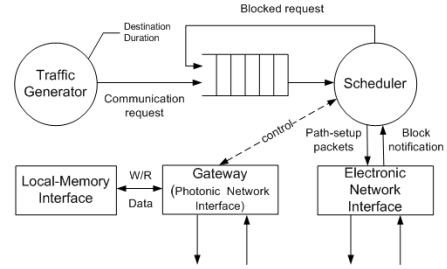 Blocked request
Destination
Duration
Traffic
Generator
Scheduler
Communication
request
control
Path-setup
packets
Block
notification
Local-Memory
Interface
W/R
Data
Gateway
(Photonic Network
Interface)
Electronic
Network
Interface